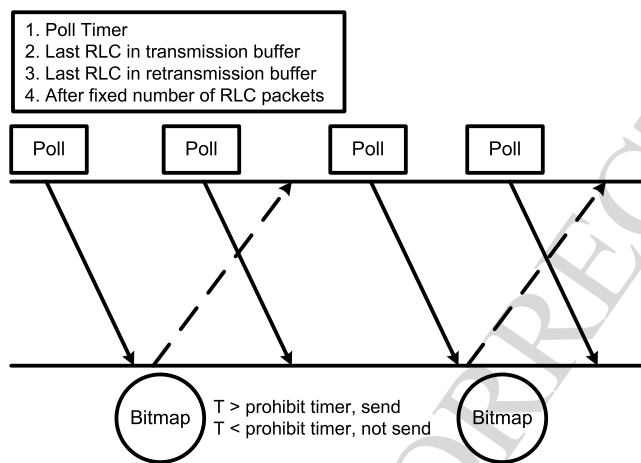 1. Poll Timer
2. Last RLC in transmission buffer
3. Last RLC in retransmission buffer
4. After fixed number of RLC packets
Poll Poll Poll Poll
Bitmap
T > prohibit timer, send
T < prohibit timer, not send
Bitmap
ORREC